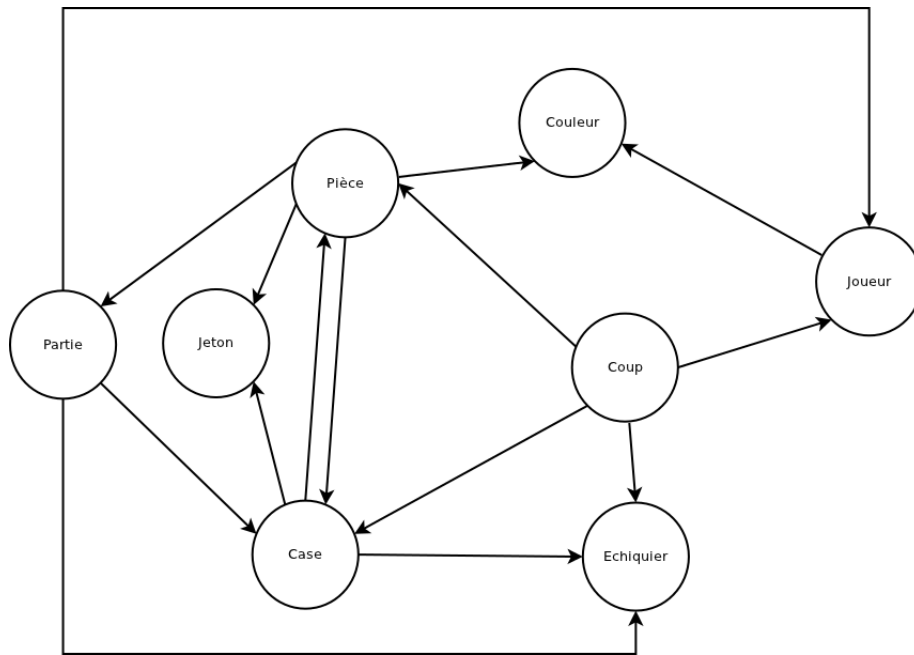 Couleur
Pièce
Joueur
Partie
Jeton
Coup
Case
Echiquier